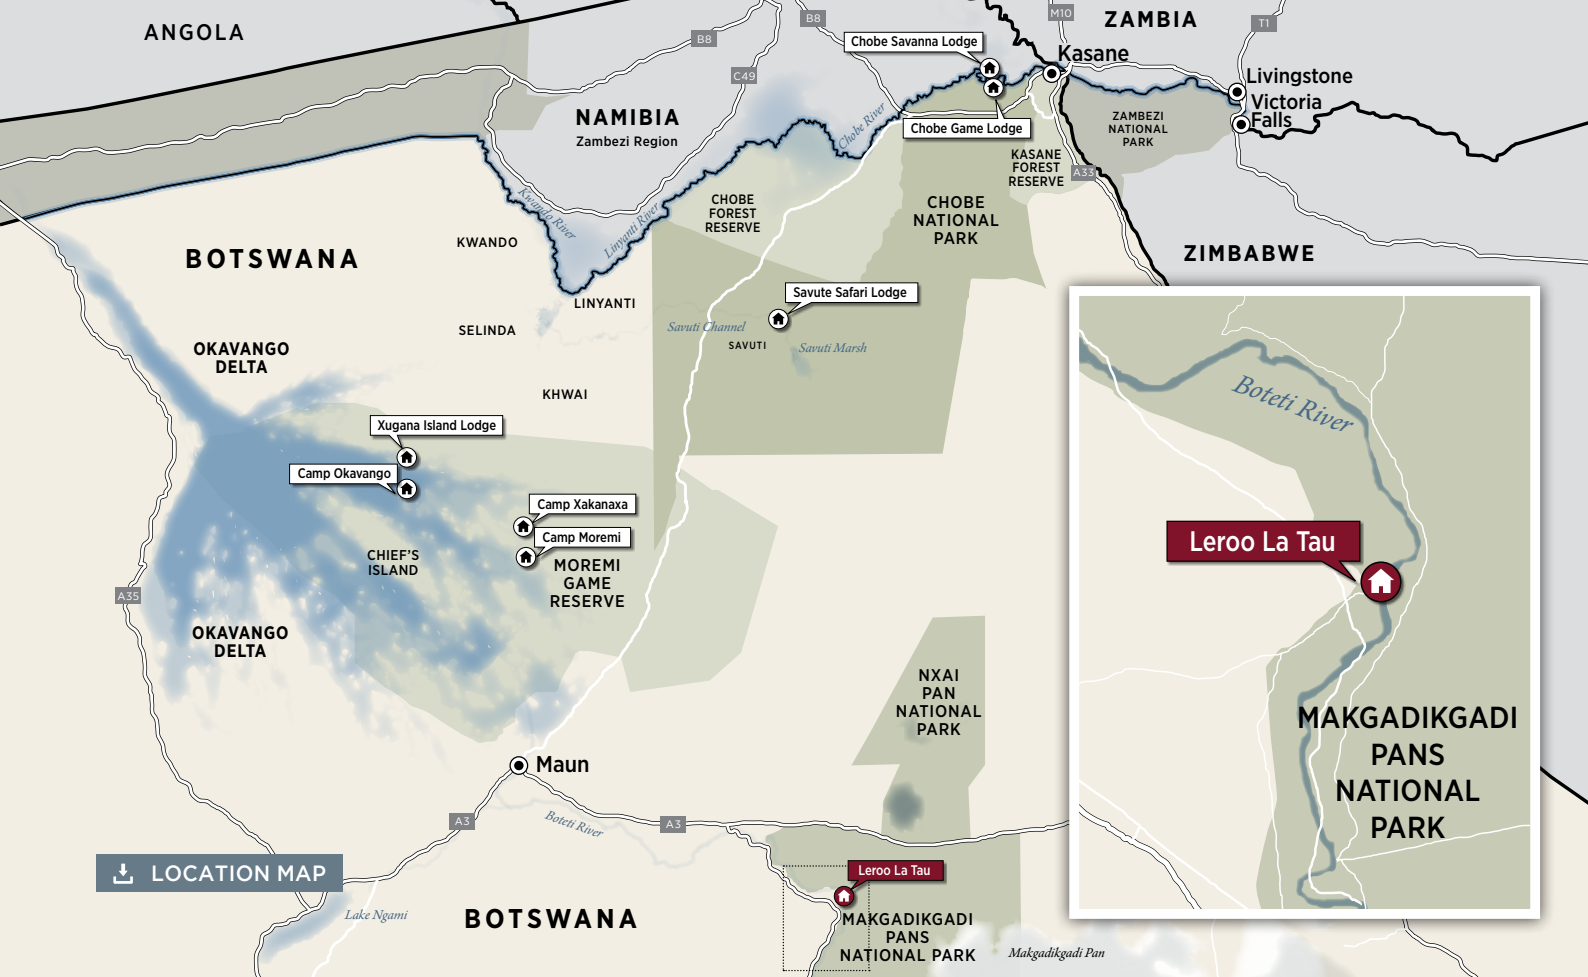 ANGOLA
B8
B8
M10
ZAMBIA
T1
Chobe Savanna Lodge
Kasane
C49
Livingstone
Victoria
Falls
NAMIBIA
Zambezi Region
Chobe River
Chobe Game Lodge
ZAMBEZI
NATIONAL
PARK
KASANE
FOREST
RESERVE
A33
Kwando River
Linyanti River
CHOBE
FOREST
RESERVE
CHOBE
NATIONAL
PARK
KWANDO
BOTSWANA
ZIMBABWE
LINYANTI
Savute Safari Lodge
SELINDA
Savuti Channel
SAVUTI
Savuti Marsh
OKAVANGO
DELTA
KHWAI
Boteti River
Xugana Island Lodge
Camp Okavango
Camp Xakanaxa
Camp Moremi
Leroo La Tau
CHIEF'S
ISLAND
MOREMI
GAME
RESERVE
A35
OKAVANGO
DELTA
NXAI
PAN
NATIONAL
PARK
MAKGADIKGADI
PANS
NATIONAL
PARK
Maun
A3
Boteti River
A3
LOCATION MAP
Leroo La Tau
Lake Ngami
BOTSWANA
MAKGADIKGADI
PANS
NATIONAL PARK
Makgadikgadi Pan